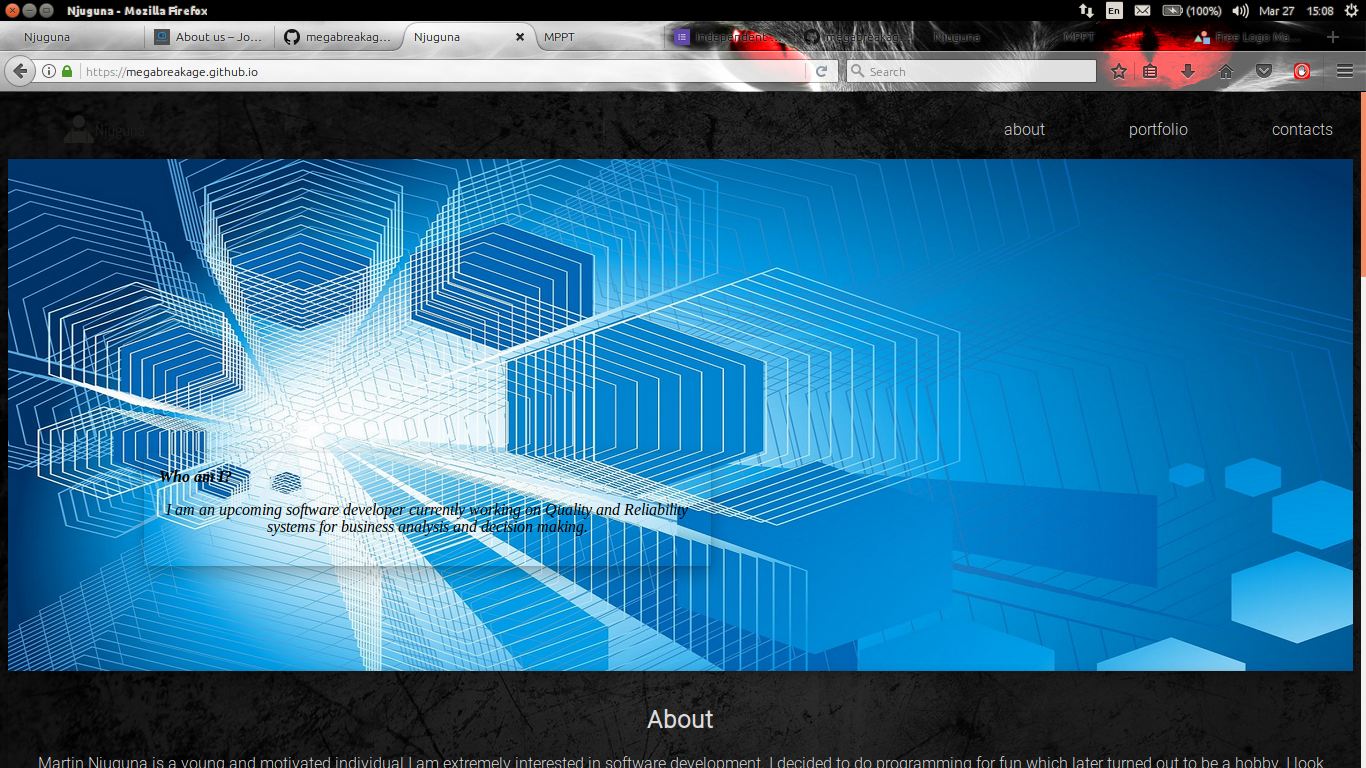 Njuguna - Mozilla Firefox
En
(100%)
Mar 27
15:08
Njuguna
About us – Jo...
megabreakag...
Njuguna
MPPT
Independent
megabreakag...
Njuguna
MPPT
Free Logo Ma...
https://megabreakage.github.io
Search
Njuguna
about
portfolio
contacts
Who am I?
I am an upcoming software developer currently working on Quality and Reliability
systems for business analysis and decision making.
About
Martin Njuguna is a young and motivated individual I am extremely interested in software development. I decided to do programming for fun which later turned out to be a hobby. I look